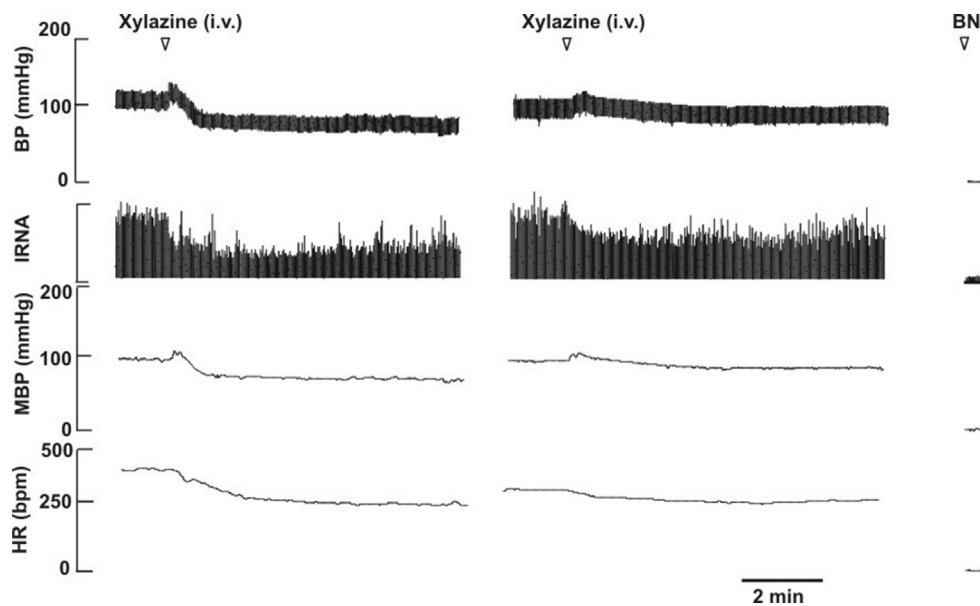 Xylazine (i.v.) Xylazine (i.v.) BN
200
100
0
BP (mmHg)
IRNA
200
100
0
MBP (mmHg)
500
250
0
HR (bpm)
2 min